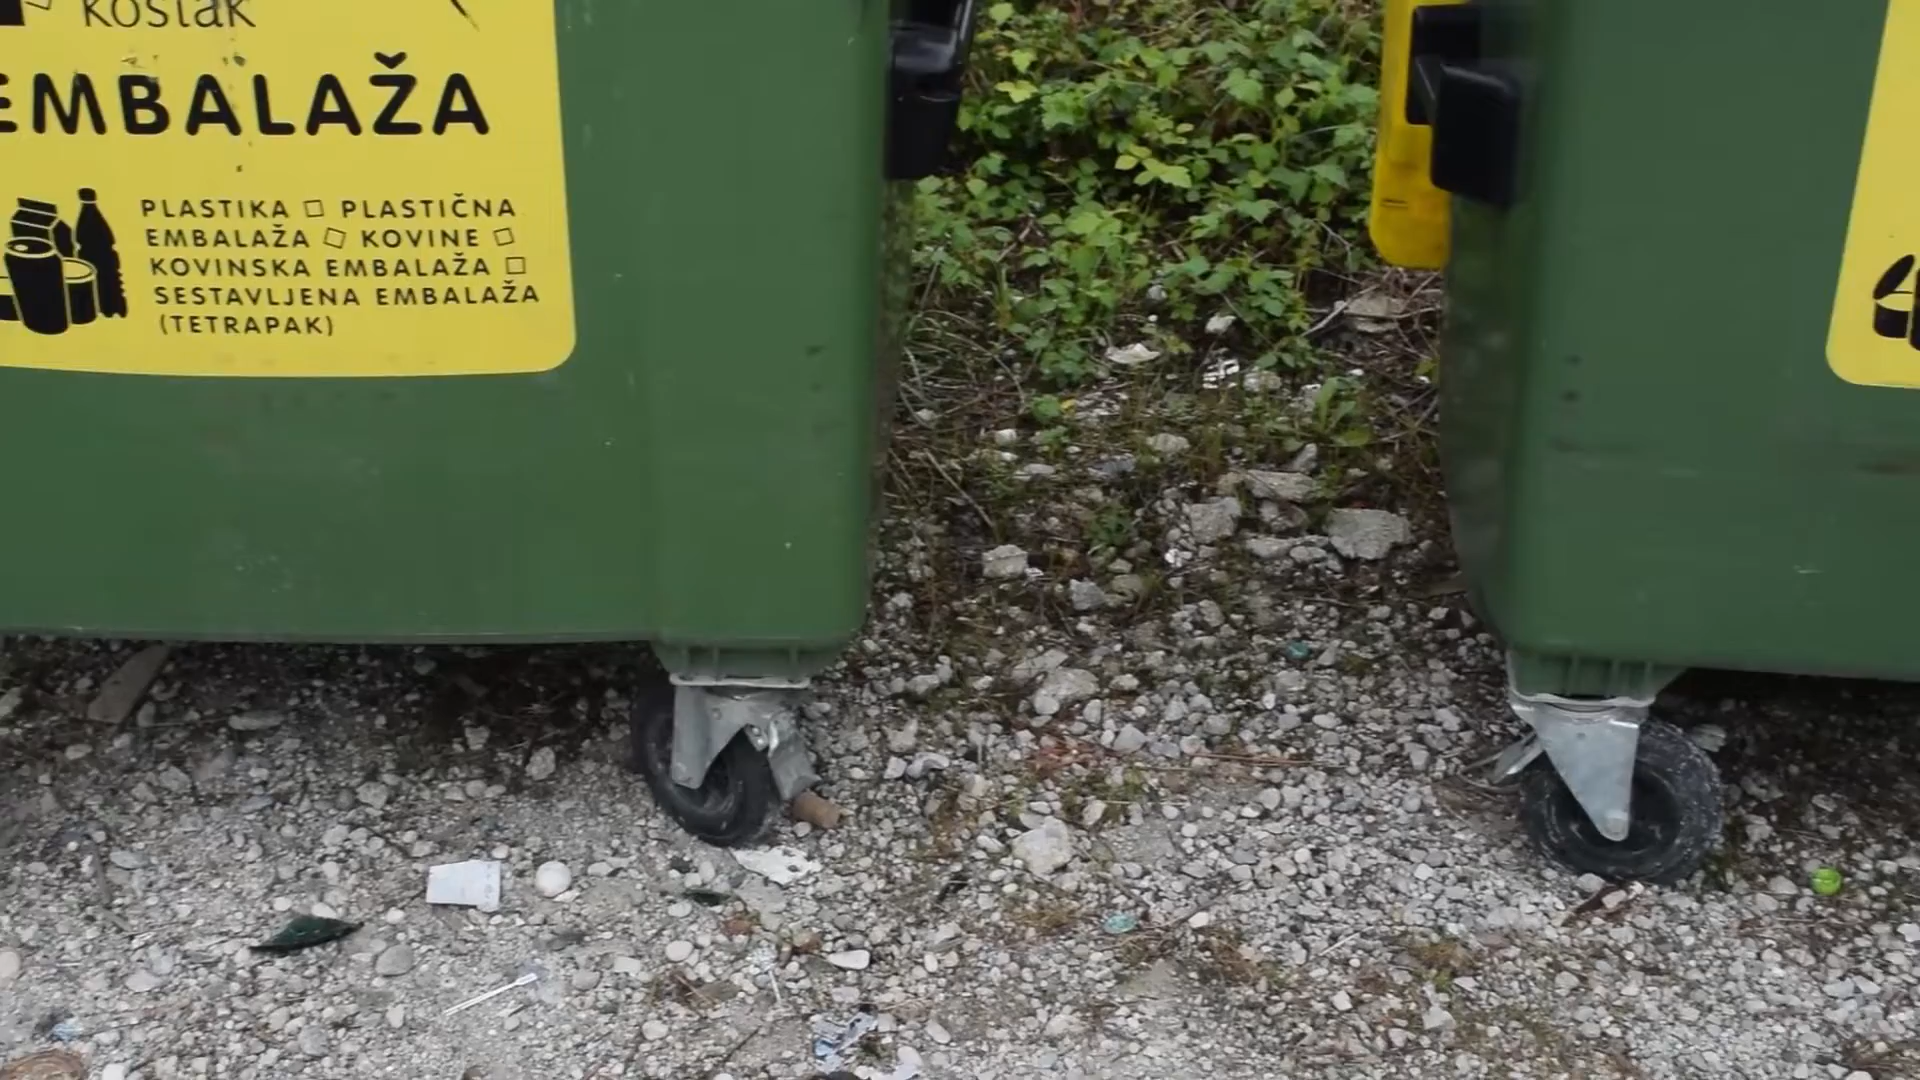 kostak
EMBALAŽA
PLASTIKA □ PLASTIČNA
EMBALAŽA □ KOVINE □
KOVINSKA EMBALAŽA □
SESTAVLJENA EMBALAŽA
(TETRAPAK)